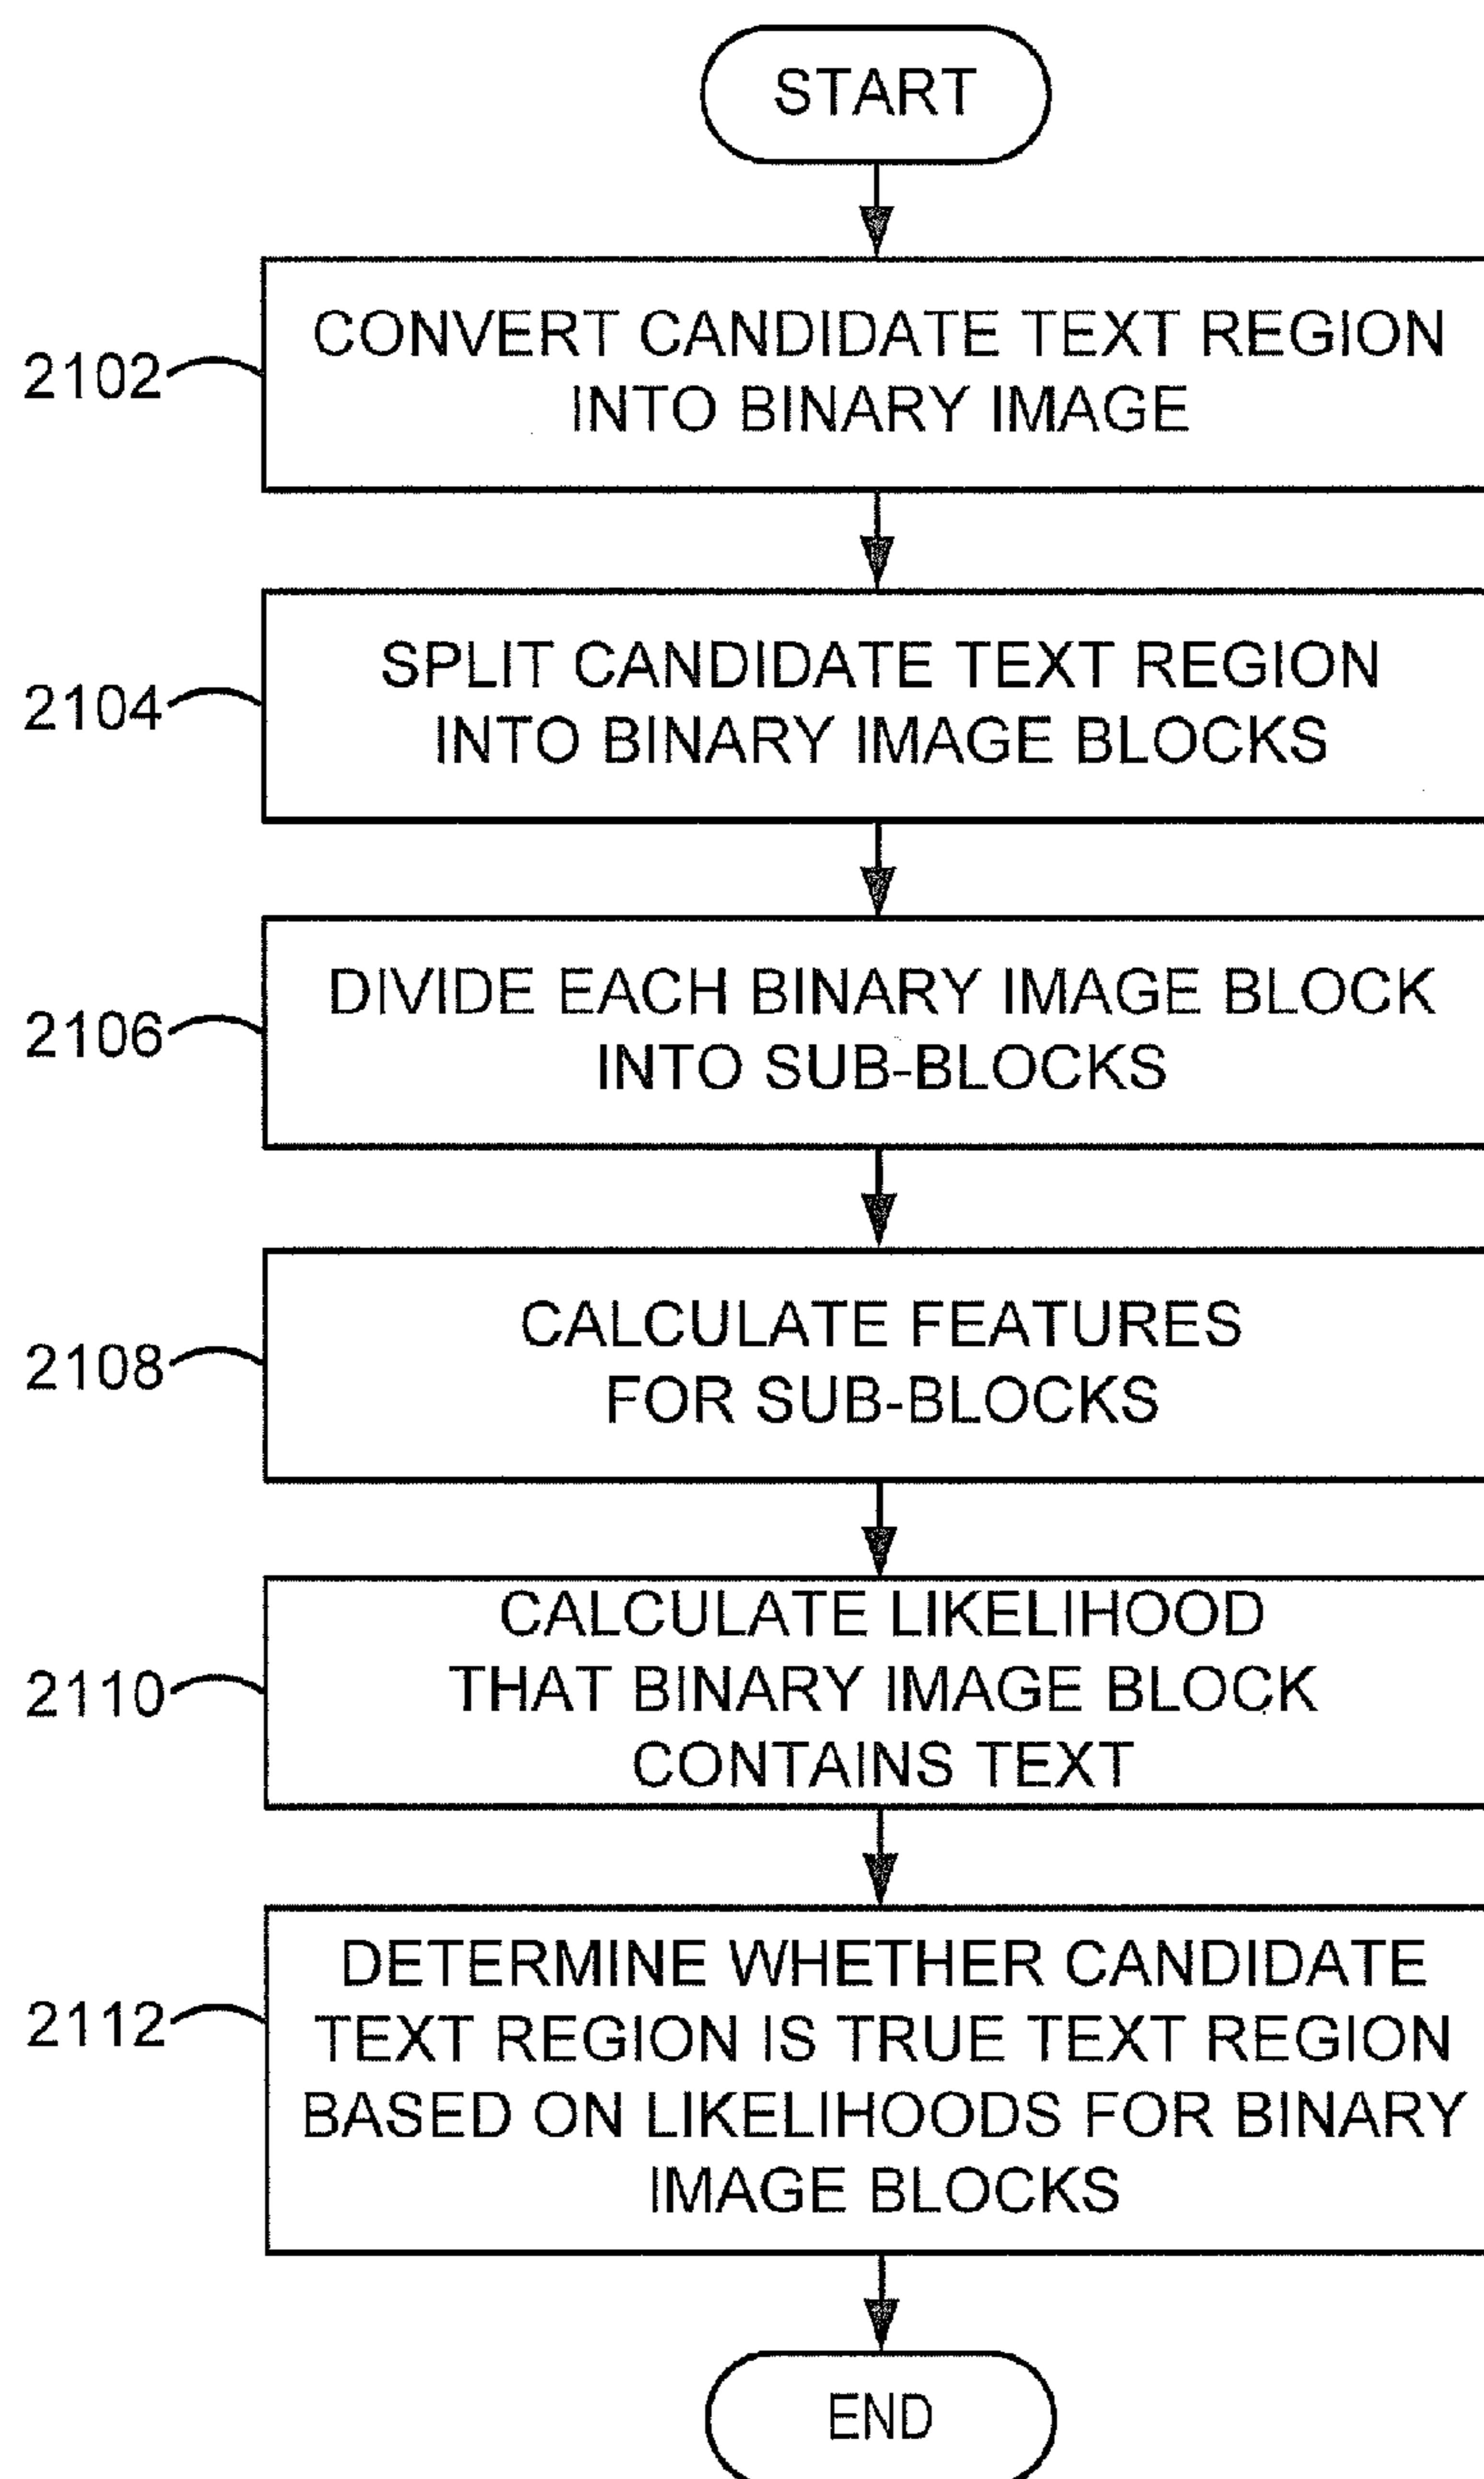 START
2102
CONVERT CANDIDATE TEXT REGION
INTO BINARY IMAGE
2104
SPLIT CANDIDATE TEXT REGION
INTO BINARY IMAGE BLOCKS
2106
DIVIDE EACH BINARY IMAGE BLOCK
INTO SUB-BLOCKS
2108
CALCULATE FEATURES
FOR SUB-BLOCKS
2110
CALCULATE LIKELIHOOD
THAT BINARY IMAGE BLOCK
CONTAINS TEXT
2112
DETERMINE WHETHER CANDIDATE
TEXT REGION IS TRUE TEXT REGION
BASED ON LIKELIHOODS FOR BINARY
IMAGE BLOCKS
END